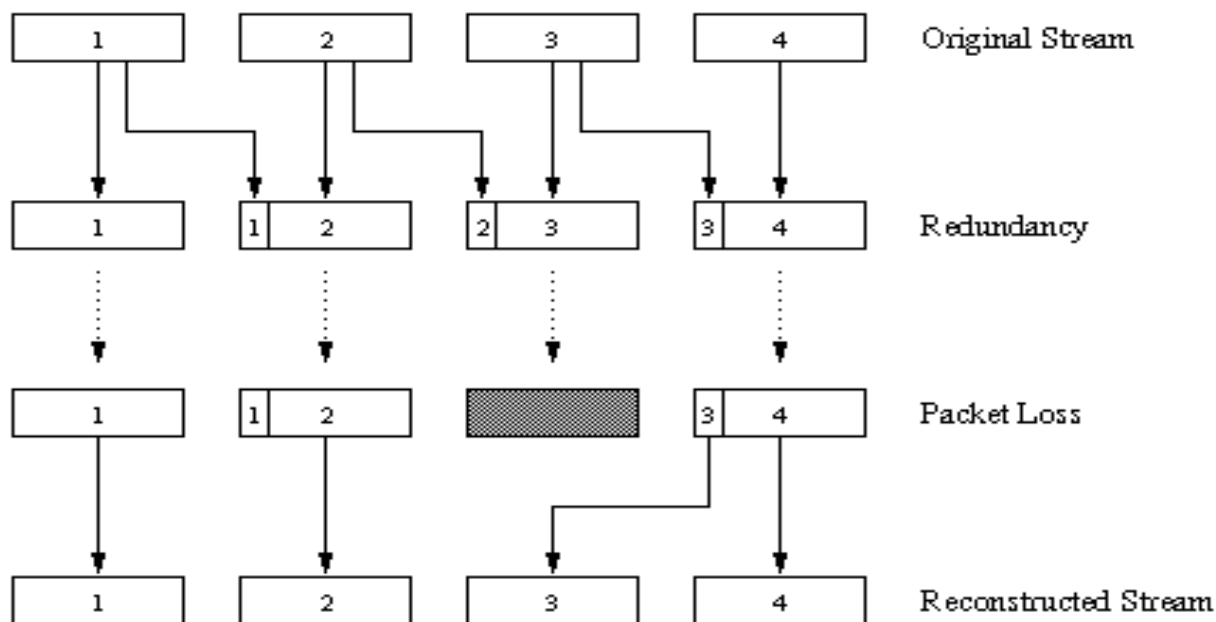 1 2 3 4 Original Stream
1 1 2 2 3 3 4 Redundancy
1 1 2 3 4 Packet Loss
1 2 3 4 Reconstructed Stream